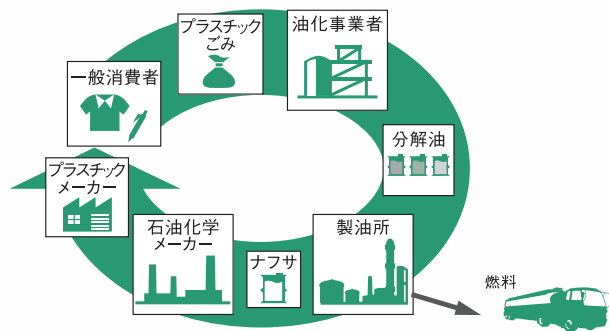 プラスチック
ごみ
油化事業者
一般消費者
分解油
プラスチック
メーカー
石油化学
メーカー
ナフサ
製油所
燃料